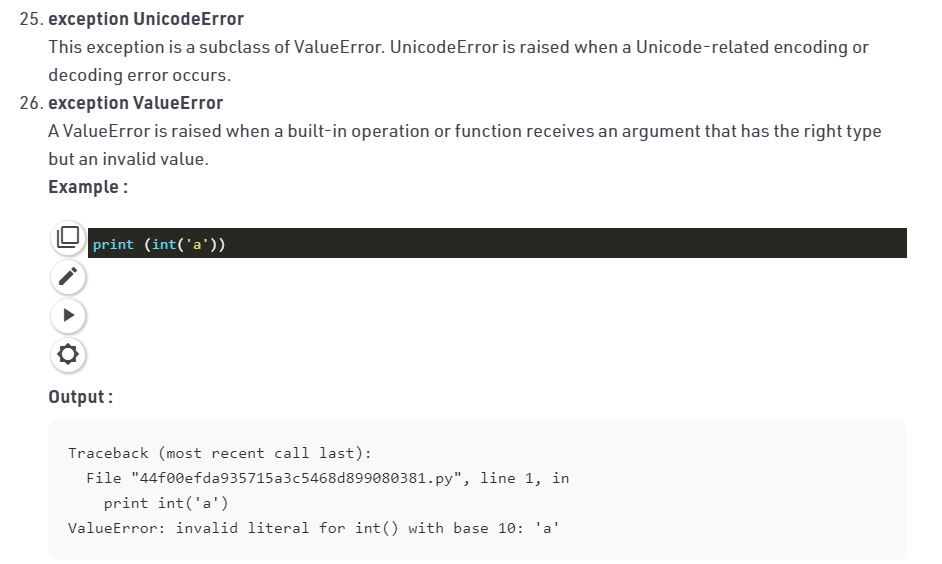 25. exception UnicodeError
This exception is a subclass of ValueError. UnicodeError is raised when a Unicode-related encoding or
decoding error occurs.
26. exception ValueError
A ValueError is raised when a built-in operation or function receives an argument that has the right type
but an invalid value.
Example :
print (int('a'))
Output :
Traceback (most recent call last):
  File "44f00efda935715a3c5468d899080381.py", line 1, in
    print int('a')
ValueError: invalid literal for int() with base 10: 'a'